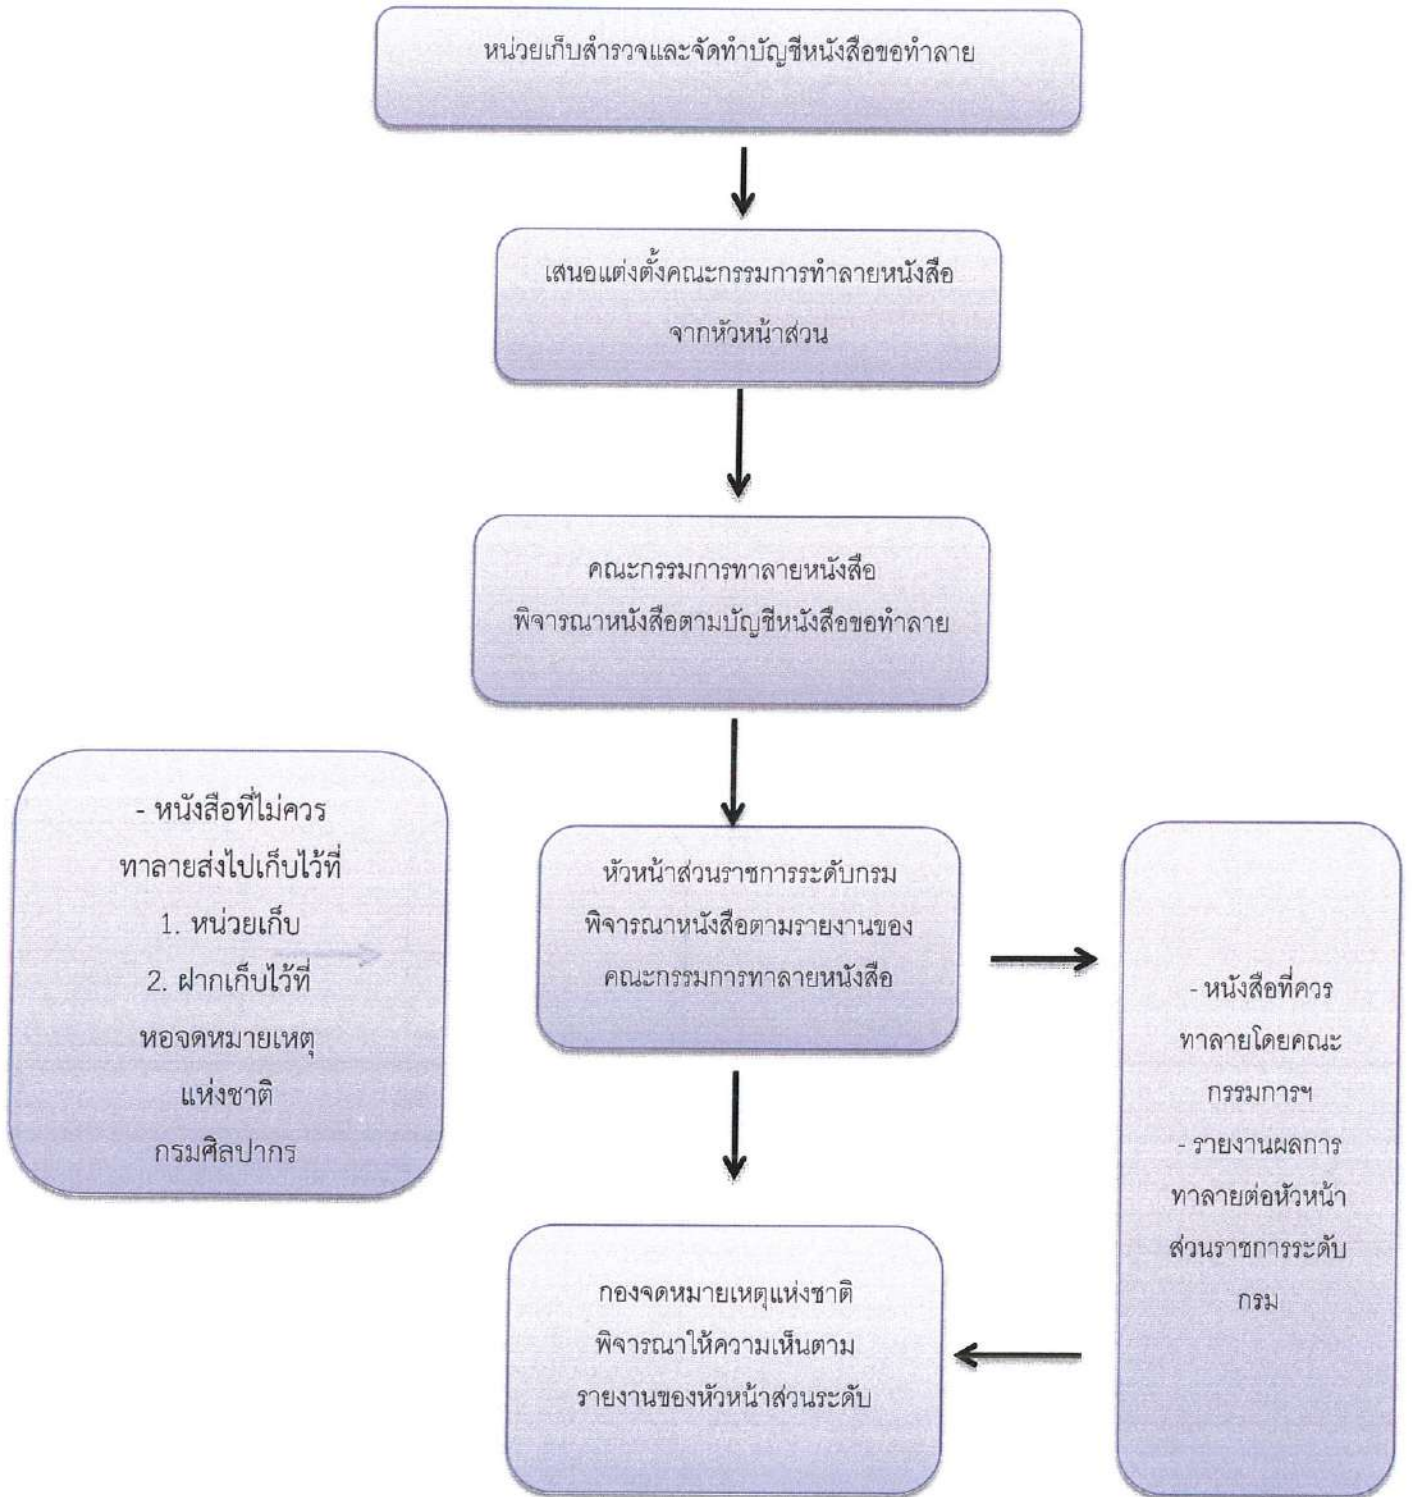 หน่วยเก็บสำรวจและจัดทำบัญชีหนังสือขอทำลาย
เสนอแต่งตั้งคณะกรรมการทำลายหนังสือ
จากหัวหน้าส่วน
คณะกรรมการทาลายหนังสือ
พิจารณาหนังสือตามบัญชีหนังสือขอทำลาย
- หนังสือที่ไม่ควร
ทาลายส่งไปเก็บไว้ที่
1. หน่วยเก็บ
2. ฝากเก็บไว้ที่
หอจดหมายเหตุ
แห่งชาติ
กรมศิลปากร
หัวหน้าส่วนราชการระดับกรม
พิจารณาหนังสือตามรายงานของ
คณะกรรมการทาลายหนังสือ
- หนังสือที่ควร
ทาลายโดยคณะ
กรรมการฯ
- รายงานผลการ
ทาลายต่อหัวหน้า
ส่วนราชการระดับ
กรม
กองจดหมายเหตุแห่งชาติ
พิจารณาให้ความเห็นตาม
รายงานของหัวหน้าส่วนระดับ